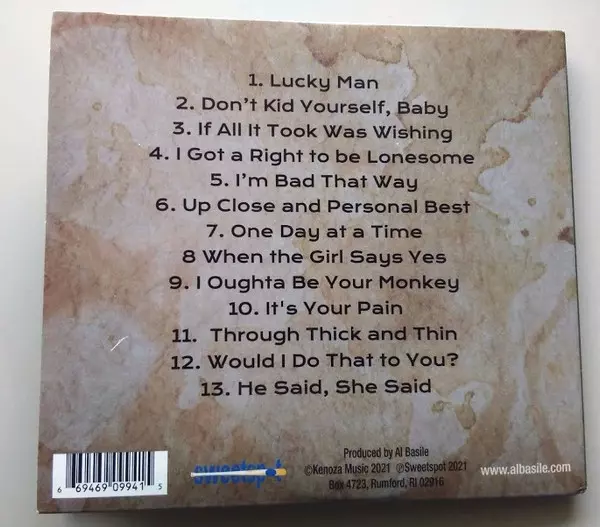 1. Lucky Man
2. Don't Kid Yourself, Baby
3. If All It Took Was Wishing
4. I Got a Right to be Lonesome
5. I'm Bad That Way
6. Up Close and Personal Best
7. One Day at a Time
8 When the Girl Says Yes
9. I Oughta Be Your Monkey
10. It's Your Pain
11. Through Thick and Thin
12. Would I Do That to You?
13. He Said, She Said
Produced by Al Basile
sweetspot
©Kenoza Music 2021 ℗Sweetspot 2021
www.albasile.com
Box 4723, Rumford, RI 02916
6 69469 09941 5